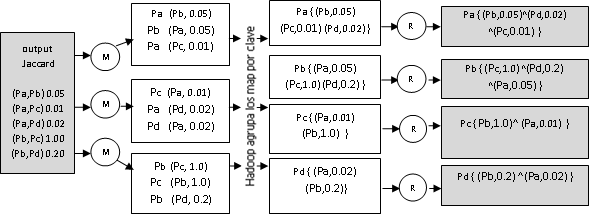 output
Jaccard
(Pa,Pb) 0.05
(Pa,Pc) 0.01
(Pa,Pd) 0.02
(Pb,Pc) 1.00
(Pb,Pd) 0.20
M
M
M
Pa (Pb, 0.05)
Pb (Pa, 0.05)
Pa (Pc, 0.01)
Pc (Pa, 0.01)
Pa (Pd, 0.02)
Pd (Pa, 0.02)
Pb (Pc, 1.0)
Pc (Pb, 1.0)
Pb (Pd, 0.2)
Hadoop agrupa los map por clave
Pa { (Pb,0.05)
(Pc,0.01) (Pd,0.02)}
Pb { (Pa,0.05)
(Pc,1.0) (Pd,0.2)}
Pc{ (Pa,0.01)
(Pb,1.0) }
Pd{ (Pa,0.02)
(Pb,0.2)}
R
R
R
R
Pa { (Pb,0.05)^(Pd,0.02)
^(Pc,0.01) }
Pb{ (Pc,1.0)^(Pd,0.2)
^(Pa,0.05) }
Pc{ Pb,1.0)^ (Pa,0.01) }
Pd{ (Pb,0.2) ^(Pa,0.02) }